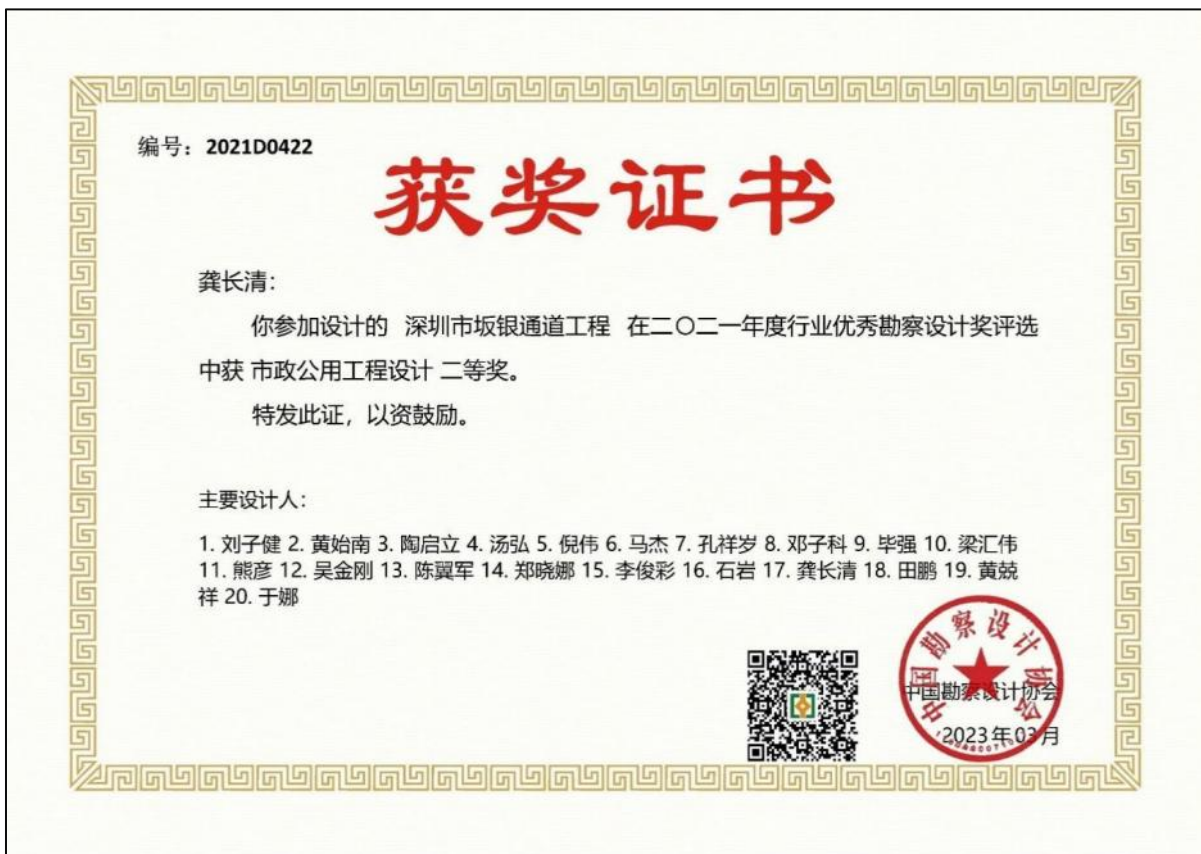 编号：2021D0422
获奖证书
龚长清：
你参加设计的 深圳市坂银通道工程 在二〇二一年度行业优秀勘察设计奖评选
中获 市政公用工程设计 二等奖。
特发此证，以资鼓励。
主要设计人：
1. 刘子健 2. 黄始南 3. 陶启立 4. 汤弘 5. 倪伟 6. 马杰 7. 孔祥岁 8. 邓子科 9. 毕强 10. 梁汇伟
11. 熊彦 12. 吴金刚 13. 陈翼军 14. 郑晓娜 15. 李俊彩 16. 石岩 17. 龚长清 18. 田鹏 19. 黄兢
祥 20. 于娜
中国勘察设计协会
中国勘察设计协会
2023年03月